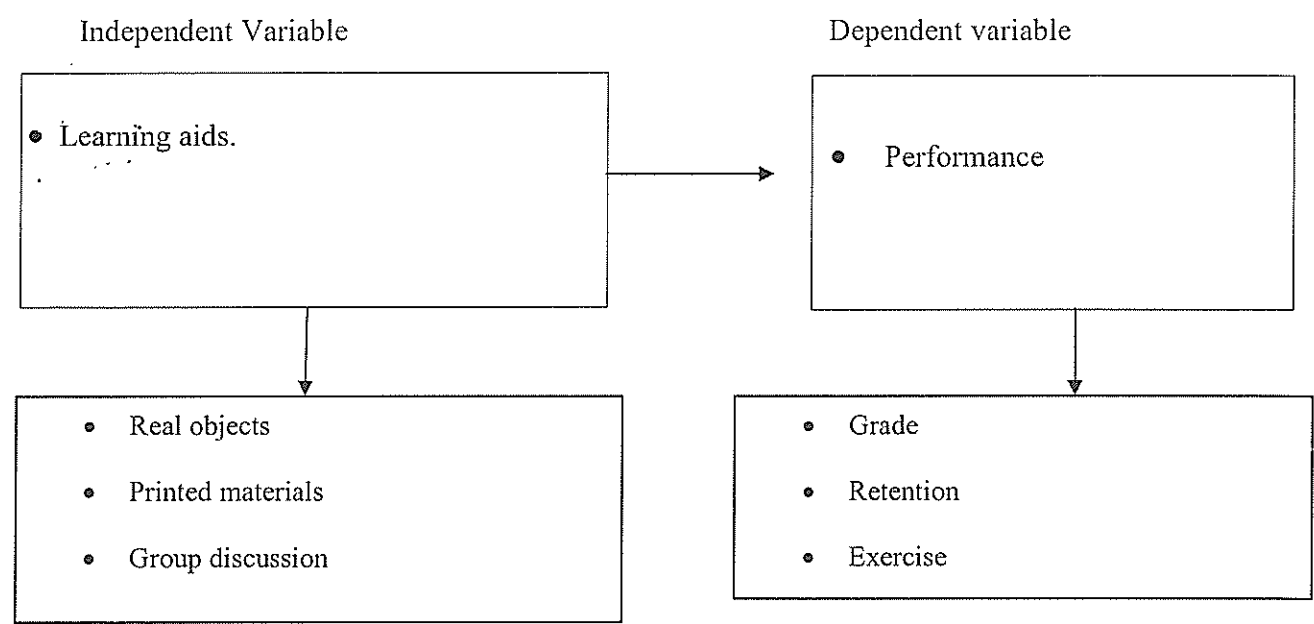 Independent Variable
Dependent variable
• Learning aids.
• Performance
• Real objects
• Printed materials
• Group discussion
• Grade
• Retention
• Exercise